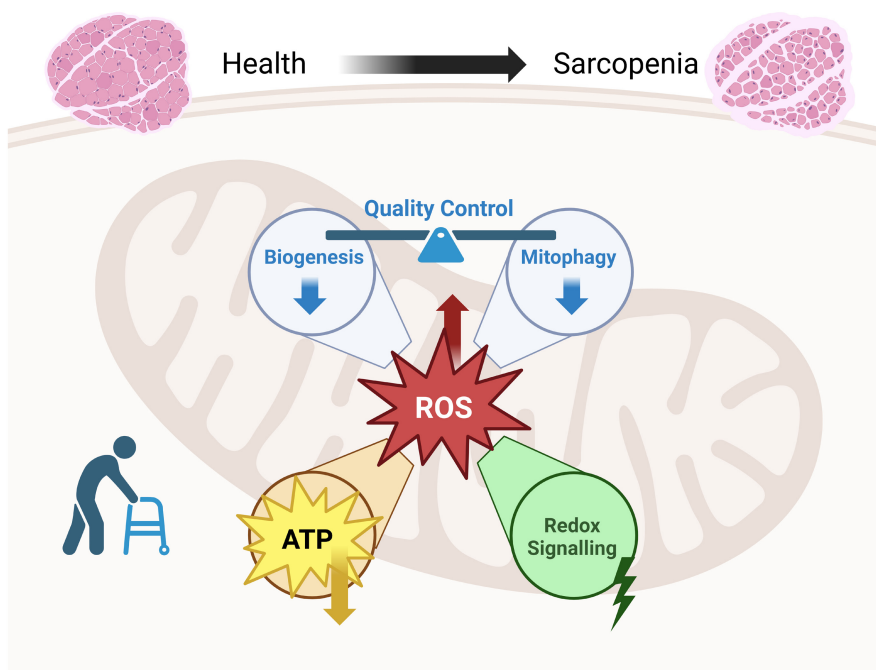 Health
Sarcopenia
Quality Control
Biogenesis
Mitophagy
ROS
ATP
Redox
Signalling